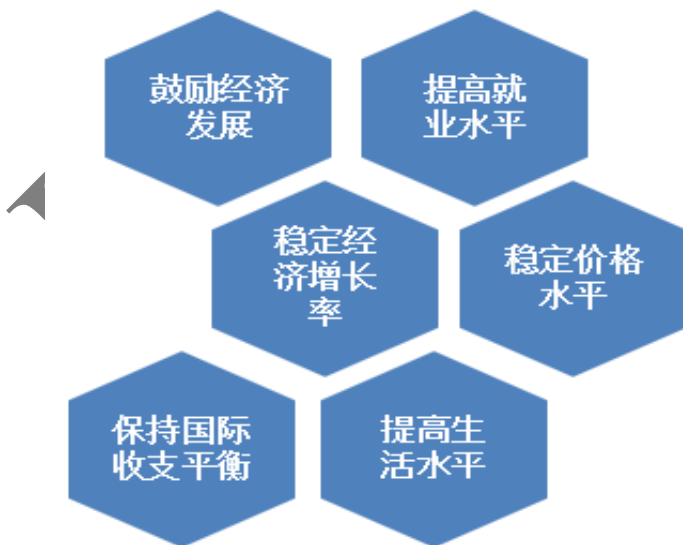 鼓励经济
发展
提高就
业水平
稳定经
济增长
率
稳定价格
水平
保持国际
收支平衡
提高生
活水平